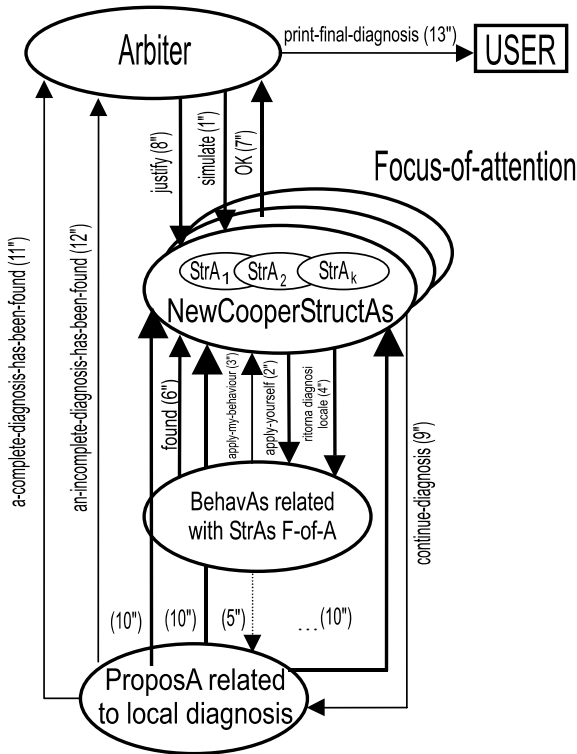 print-final-diagnosis (13")
Arbiter
USER
justify (8")
simulate (1")
OK (7")
Focus-of-attention
StrA1 StrA2 StrAk
NewCooperStructAs
a-complete-diagnosis-has-been-found (11")
an-incomplete-diagnosis-has-been-found (12")
found (6")
apply-my-behaviour (3")
apply-yourself (2")
ritorna diagnosi
locale (4")
continue-diagnosis (9")
BehavAs related
with StrAs F-of-A
(10") (10") (5") ...(10")
ProposA related
to local diagnosis